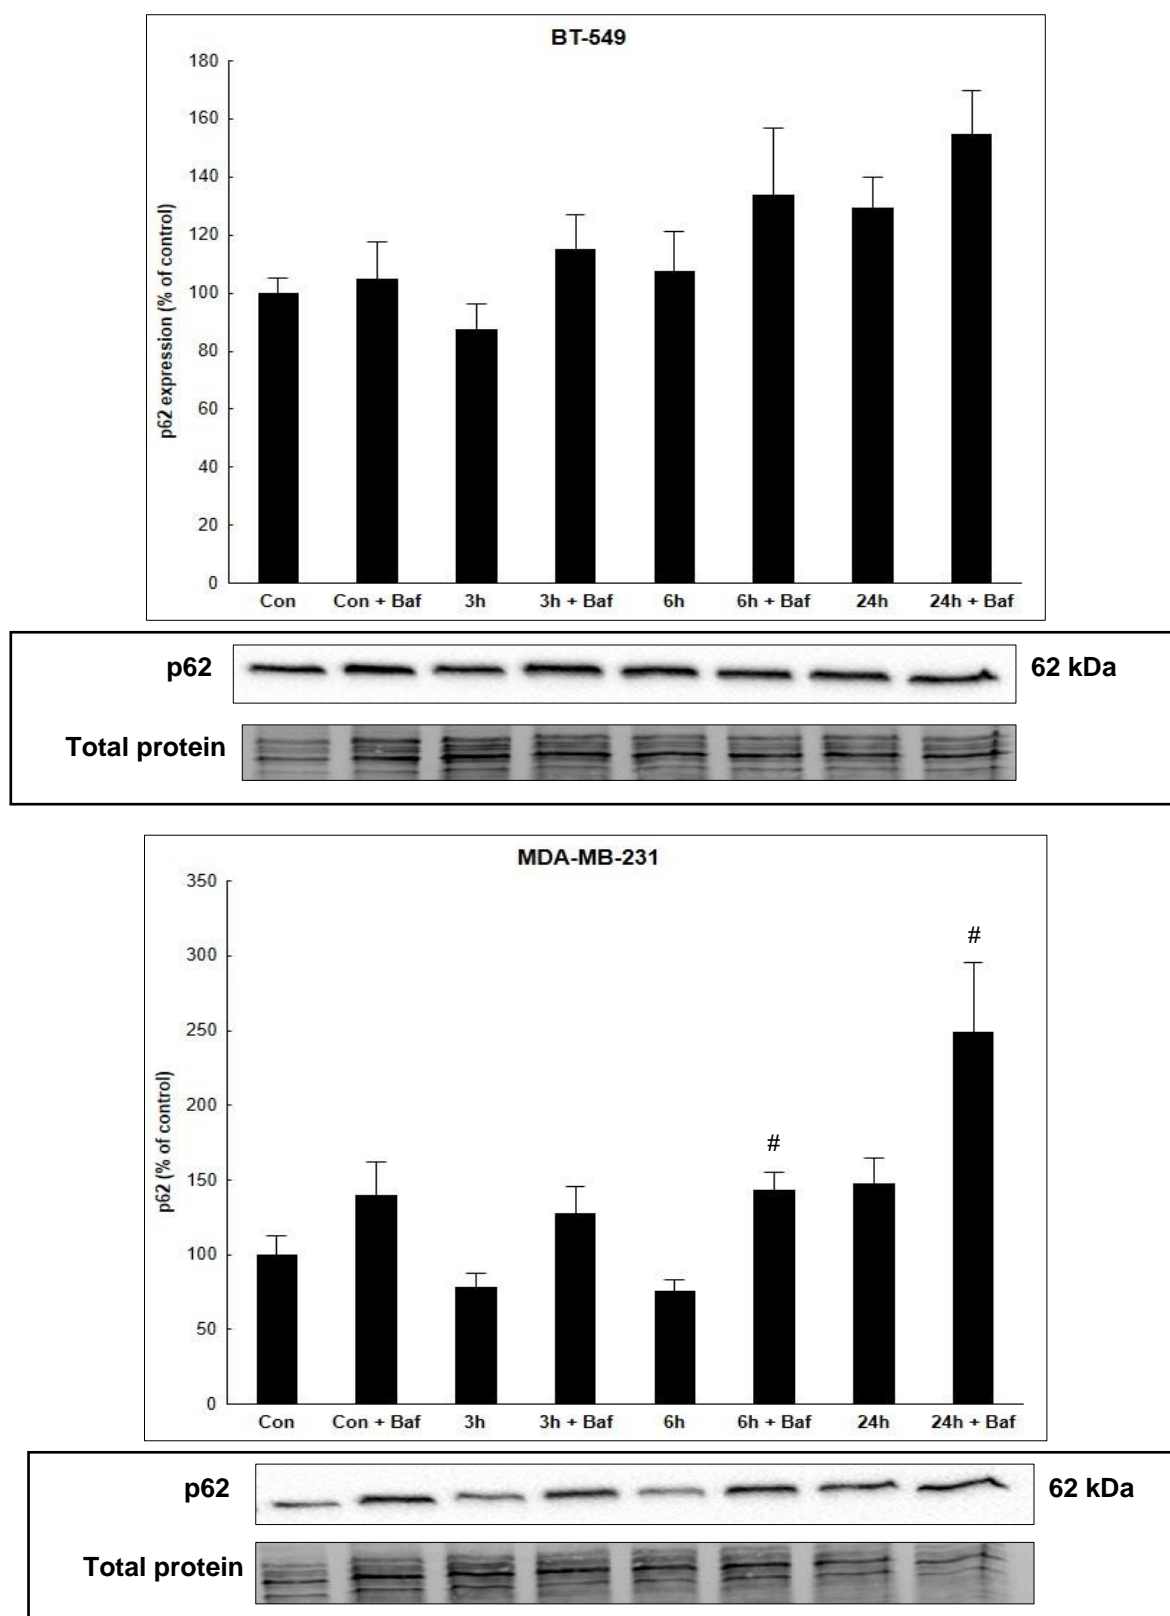 BT-549
180
160
140
120
100
80
60
40
20
0
p62 expression (% of control)
Con Con + Baf 3h 3h + Baf 6h 6h + Baf 24h 24h + Baf
p62 62 kDa
Total protein
MDA-MB-231
350
300
250
200
150
100
50
0
p62 (% of control)
#
#
Con Con + Baf 3h 3h + Baf 6h 6h + Baf 24h 24h + Baf
p62 62 kDa
Total protein